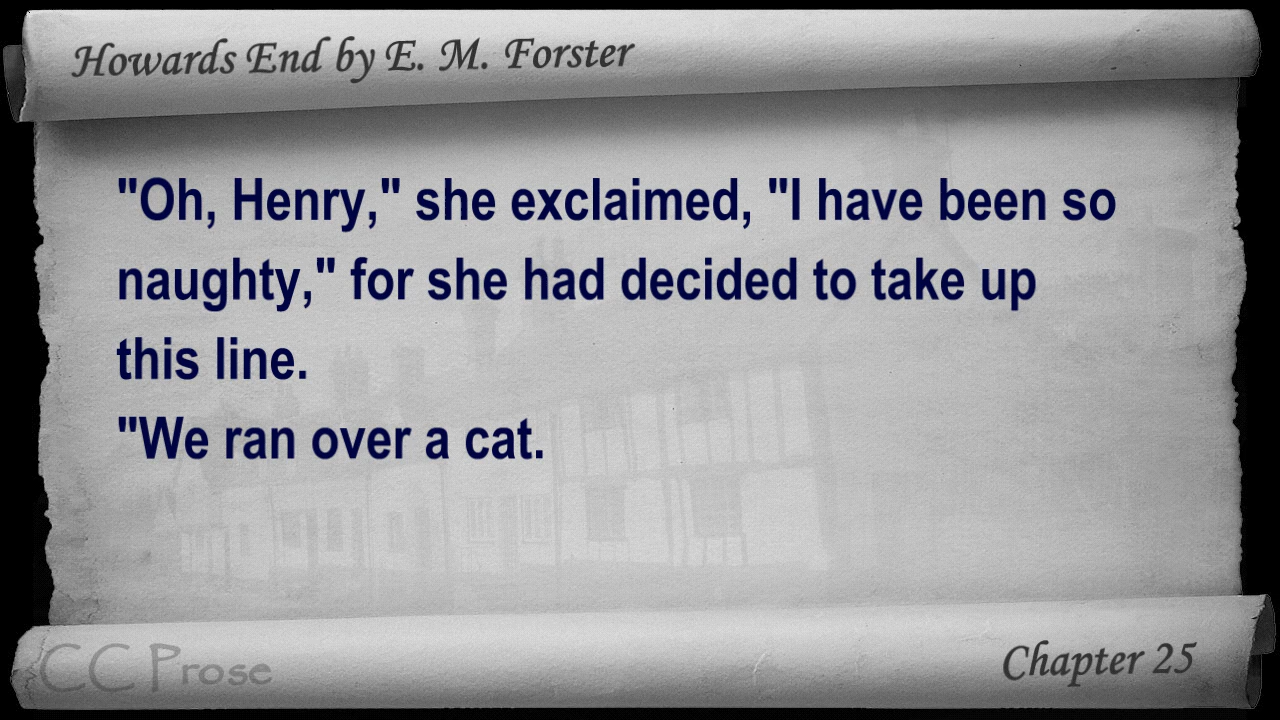 Howards End by E. M. Forster
"Oh, Henry," she exclaimed, "I have been so
naughty," for she had decided to take up
this line.
"We ran over a cat.
CC Prose
Chapter 25